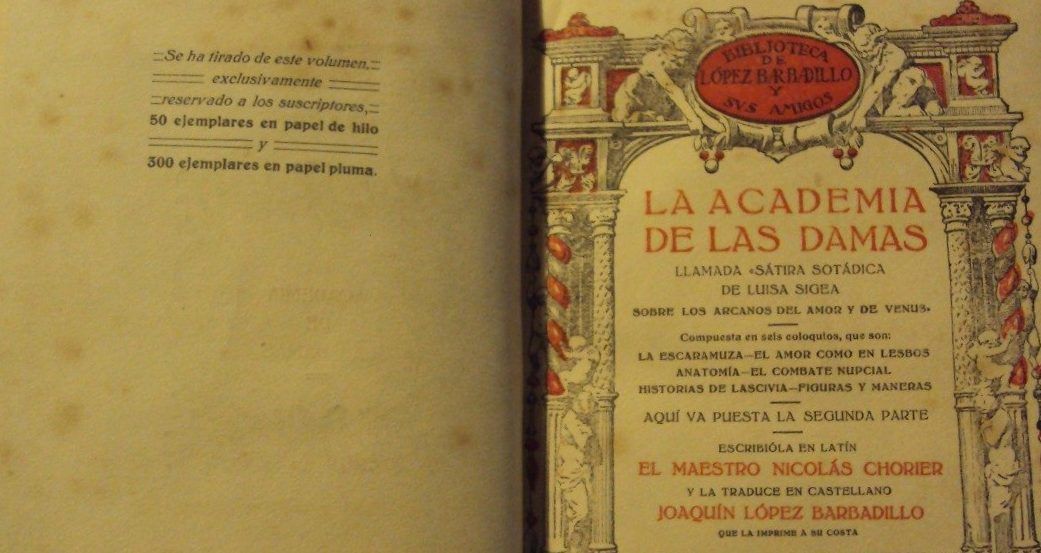 Se ha tirado de este volumen,
exclusivamente
reservado a los suscriptores,
50 ejemplares en papel de hilo
y
300 ejemplares en papel pluma.
BIBLIOTECA
DE
LÓPEZ BARBADILLO
Y
SVS AMIGOS
LA ACADEMIA
DE LAS DAMAS
LLAMADA «SÁTIRA SOTÁDICA
DE LUISA SIGEA
SOBRE LOS ARCANOS DEL AMOR Y DE VENUS»
Compuesta en seis coloquios, que son:
LA ESCARAMUZA—EL AMOR COMO EN LESBOS
ANATOMÍA—EL COMBATE NUPCIAL
HISTORIAS DE LASCIVIA—FIGURAS Y MANERAS
AQUÍ VA PUESTA LA SEGUNDA PARTE
ESCRIBIÓLA EN LATÍN
EL MAESTRO NICOLÁS CHORIER
Y LA TRADUCE EN CASTELLANO
JOAQUÍN LÓPEZ BARBADILLO
QUE LA IMPRIME A SU COSTA